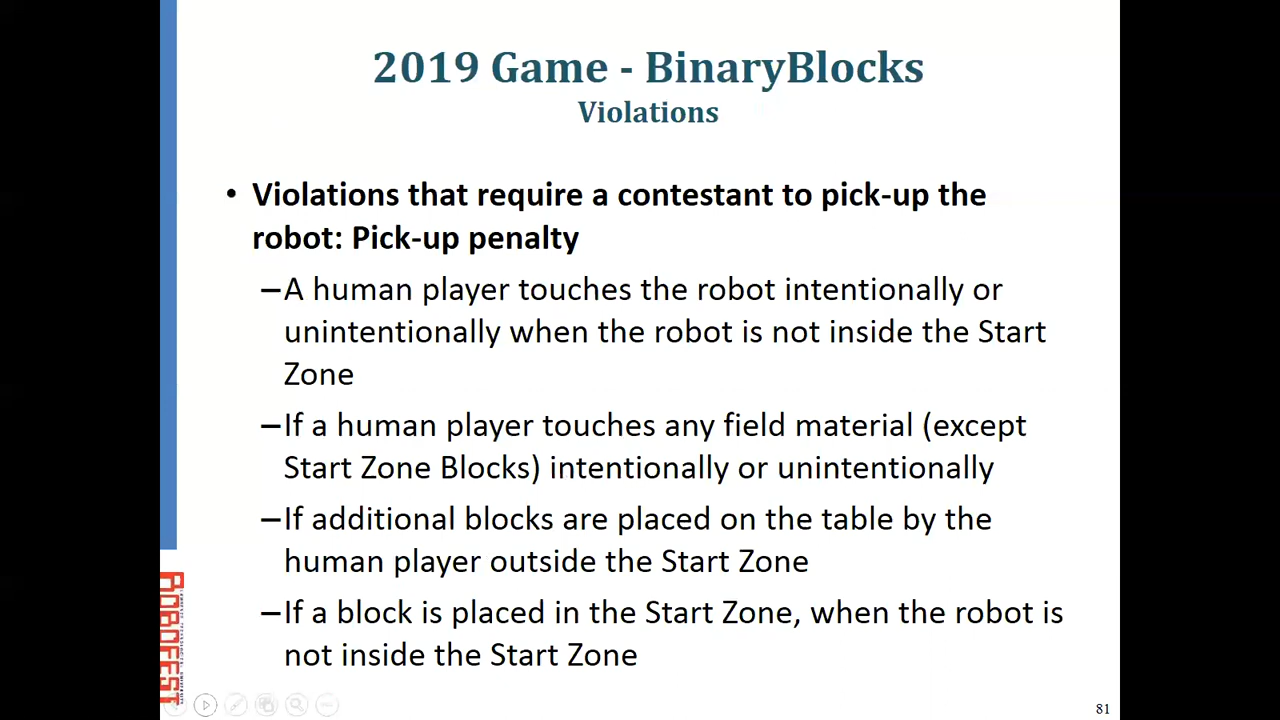 2019 Game - BinaryBlocks
Violations
• Violations that require a contestant to pick-up the
robot: Pick-up penalty
–A human player touches the robot intentionally or
unintentionally when the robot is not inside the Start
Zone
–If a human player touches any field material (except
Start Zone Blocks) intentionally or unintentionally
–If additional blocks are placed on the table by the
human player outside the Start Zone
–If a block is placed in the Start Zone, when the robot is
not inside the Start Zone
ROBOFEST
81